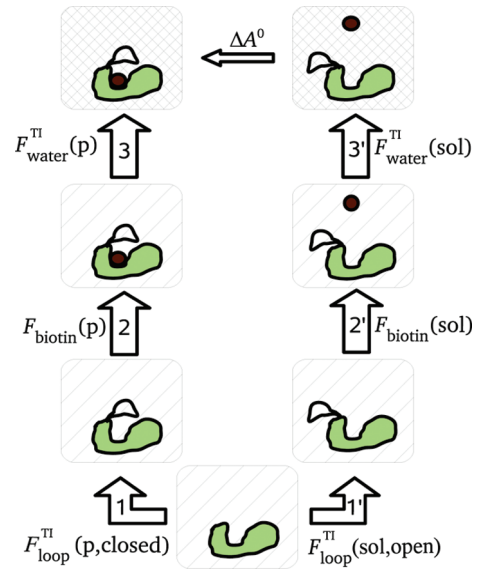 ΔA⁰
F^TI_water(p)
3
3'
F^TI_water(sol)
F_biotin(p)
2
2'
F_biotin(sol)
1
1'
F^TI_loop(p,closed)
F^TI_loop(sol,open)